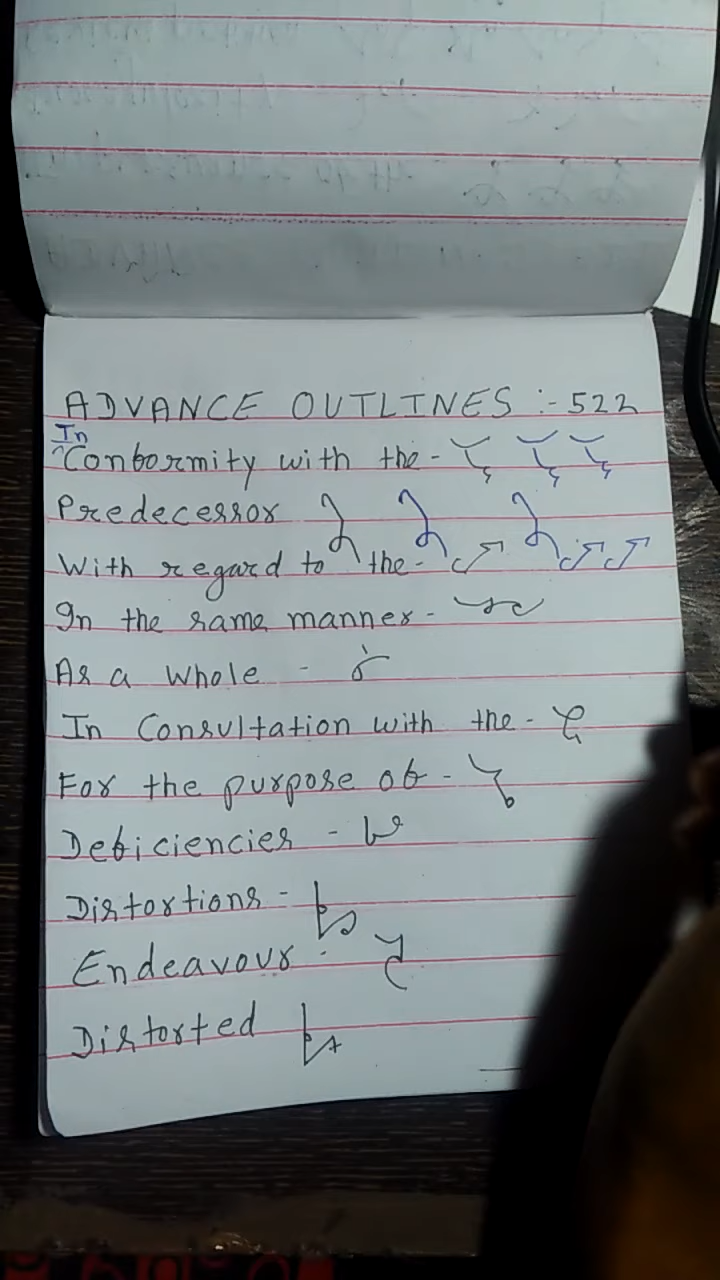 ADVANCE OUTLINES :- 522
In
^Conformity with the -
Predecessor
With regard to the -
In the same manner -
As a whole -
In Consultation with the -
For the purpose of -
Deficiencies -
Distortions -
Endeavour -
Distorted